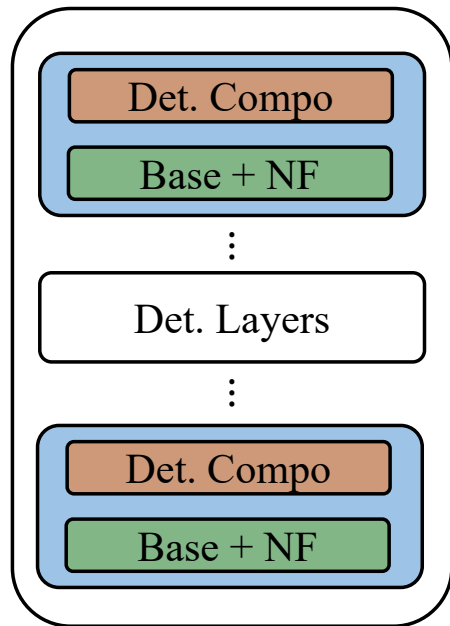 Det. Compo
Base + NF
⋮
Det. Layers
⋮
Det. Compo
Base + NF